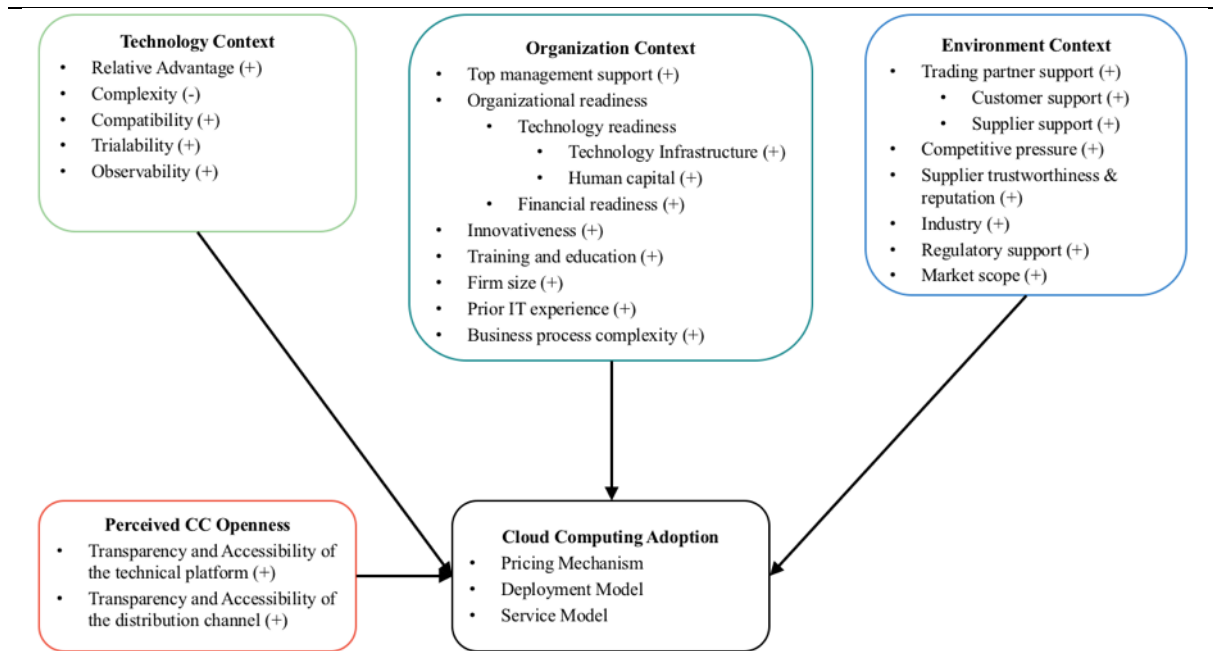 Technology Context
• Relative Advantage (+)
• Complexity (-)
• Compatibility (+)
• Trialability (+)
• Observability (+)
Organization Context
• Top management support (+)
• Organizational readiness
• Technology readiness
• Technology Infrastructure (+)
• Human capital (+)
• Financial readiness (+)
• Innovativeness (+)
• Training and education (+)
• Firm size (+)
• Prior IT experience (+)
• Business process complexity (+)
Environment Context
• Trading partner support (+)
• Customer support (+)
• Supplier support (+)
• Competitive pressure (+)
• Supplier trustworthiness &
reputation (+)
• Industry (+)
• Regulatory support (+)
• Market scope (+)
Perceived CC Openness
• Transparency and Accessibility of
the technical platform (+)
• Transparency and Accessibility of
the distribution channel (+)
Cloud Computing Adoption
• Pricing Mechanism
• Deployment Model
• Service Model